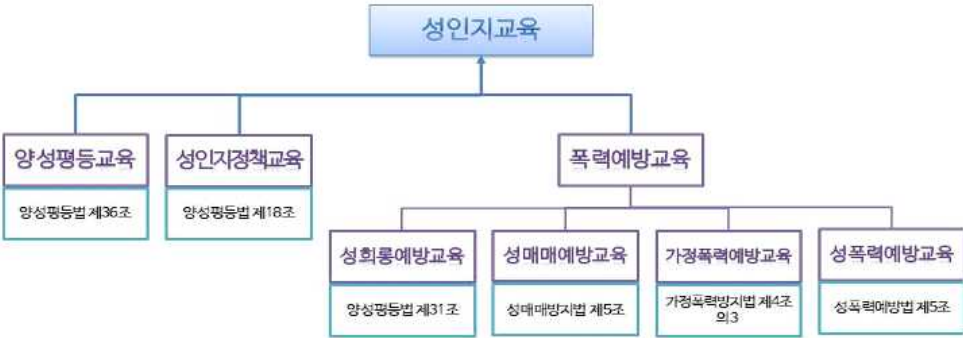 성인지교육
양성평등교육
성인지정책교육
폭력예방교육
양성평등법 제36조
양성평등법 제18조
성희롱예방교육
성매매예방교육
가정폭력예방교육
성폭력예방교육
양성평등법 제31조
성매매방지법 제5조
가정폭력방지법 제4조
의3
성폭력예방법 제5조